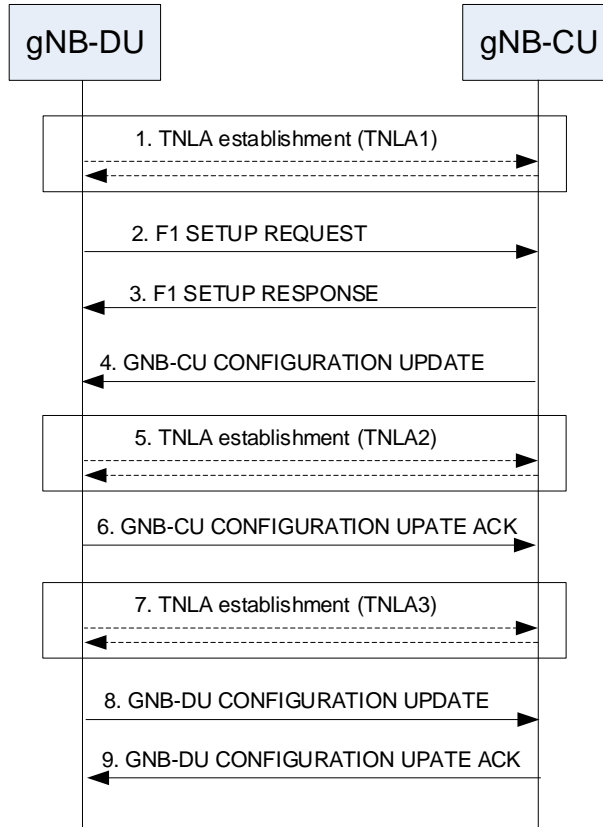 gNB-DU
gNB-CU
1. TNLA establishment (TNLA1)
2. F1 SETUP REQUEST
3. F1 SETUP RESPONSE
4. GNB-CU CONFIGURATION UPDATE
5. TNLA establishment (TNLA2)
6. GNB-CU CONFIGURATION UPATE ACK
7. TNLA establishment (TNLA3)
8. GNB-DU CONFIGURATION UPDATE
9. GNB-DU CONFIGURATION UPATE ACK